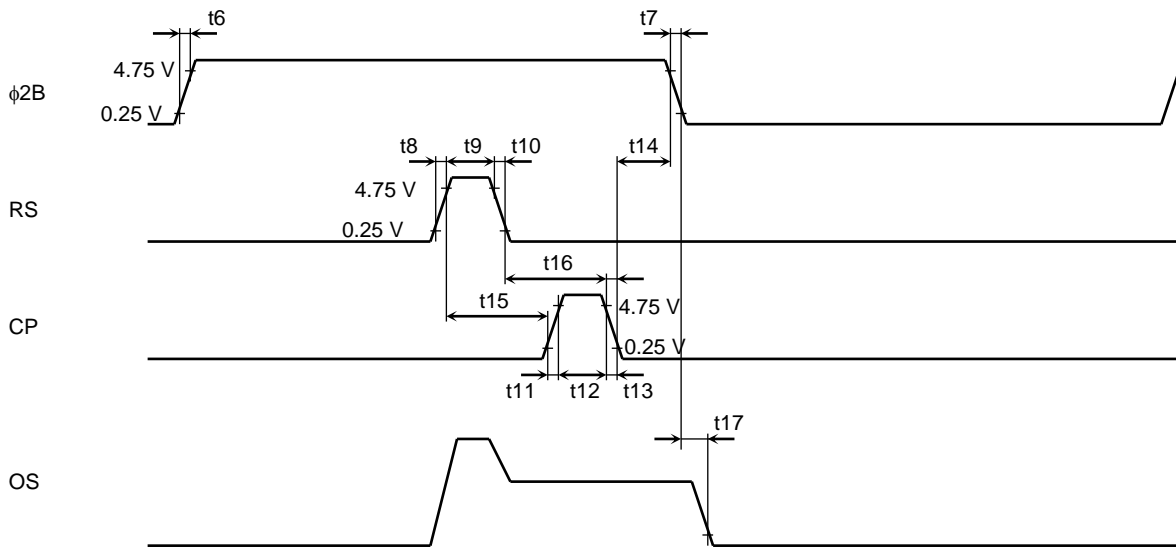 t6
t7
4.75 V
ϕ2B
0.25 V
t8
t9
t10
t14
4.75 V
RS
0.25 V
t16
t15
4.75 V
CP
0.25 V
t11
t12
t13
t17
OS